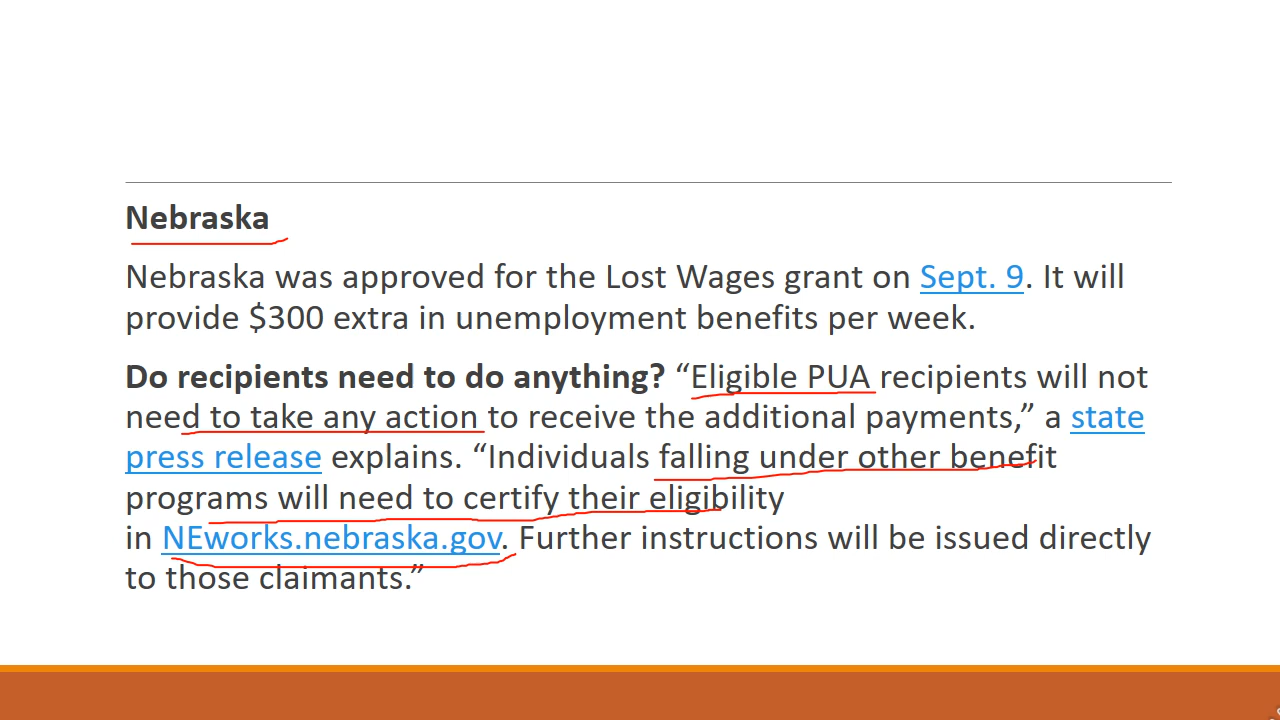 Nebraska
Nebraska was approved for the Lost Wages grant on Sept. 9. It will
provide $300 extra in unemployment benefits per week.
Do recipients need to do anything? “Eligible PUA recipients will not
need to take any action to receive the additional payments,” a state
press release explains. “Individuals falling under other benefit
programs will need to certify their eligibility
in NEworks.nebraska.gov. Further instructions will be issued directly
to those claimants.”